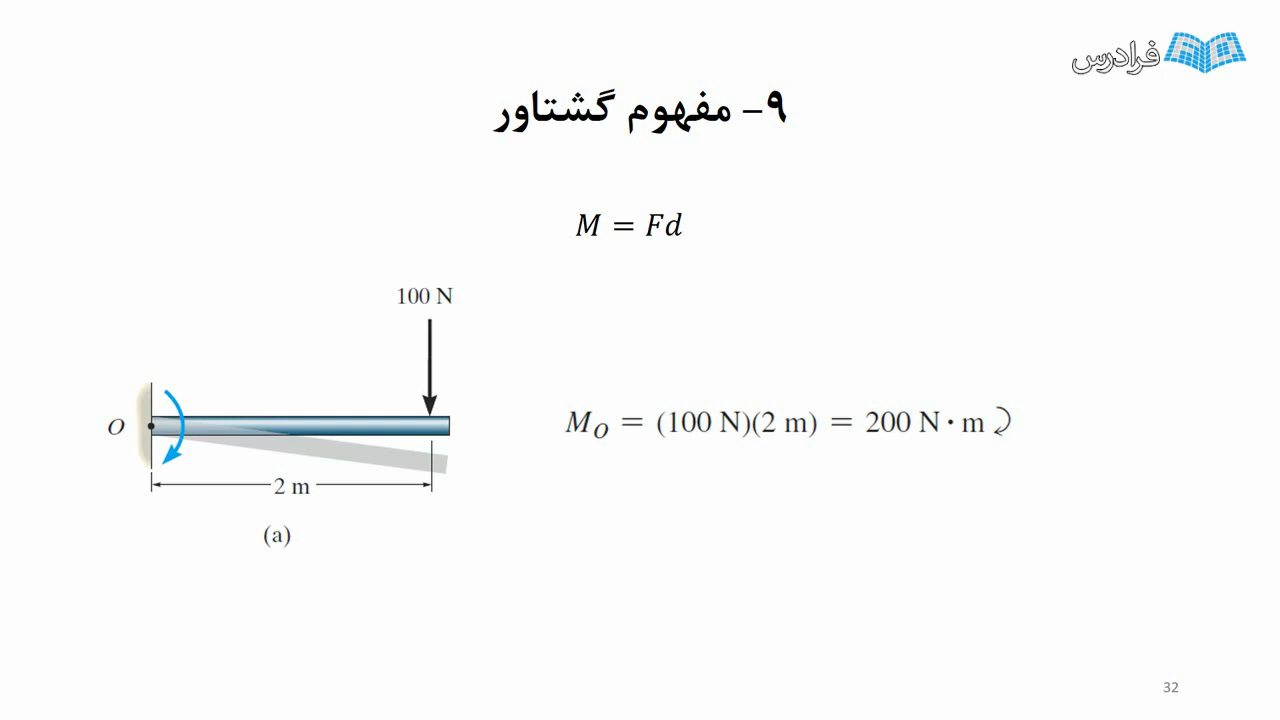 فرادرس
۹- مفهوم گشتاور
M = Fd
100 N
O
2 m
(a)
M_O = (100 N)(2 m) = 200 N · m ⤸
32